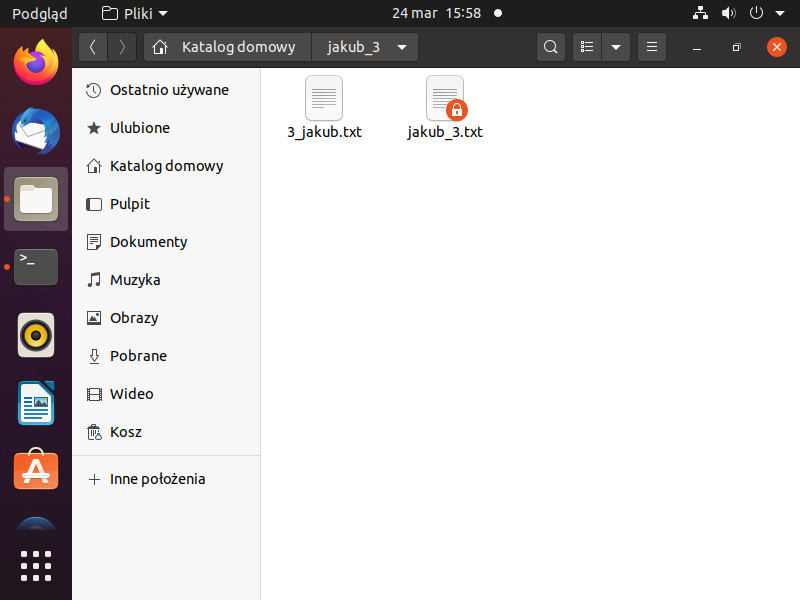 Podgląd Pliki 24 mar 15:58
Katalog domowy jakub_3
Ostatnio używane
Ulubione
Katalog domowy
Pulpit
Dokumenty
Muzyka
Obrazy
Pobrane
Wideo
Kosz
Inne położenia
3_jakub.txt jakub_3.txt